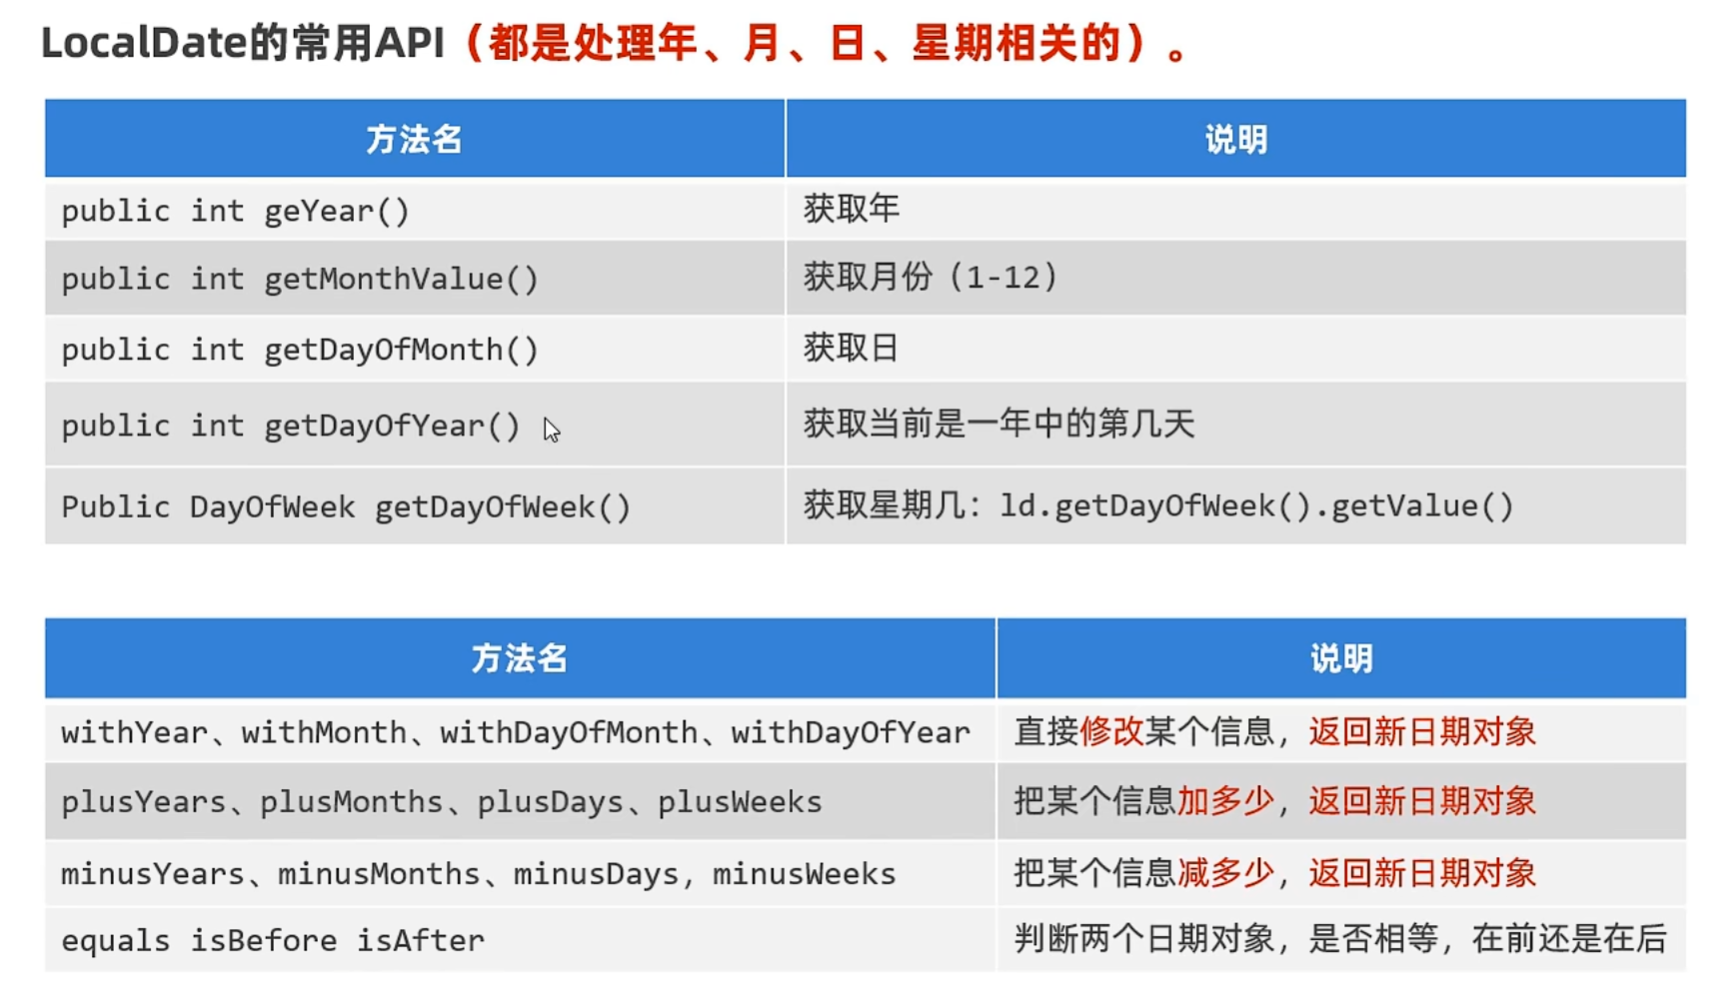 LocalDate的常用API（都是处理年、月、日、星期相关的）。
方法名 说明
public int geYear() 获取年
public int getMonthValue() 获取月份（1-12）
public int getDayOfMonth() 获取日
public int getDayOfYear() 获取当前是一年中的第几天
Public DayOfWeek getDayOfWeek() 获取星期几：ld.getDayOfWeek().getValue()
方法名 说明
withYear、withMonth、withDayOfMonth、withDayOfYear 直接修改某个信息，返回新日期对象
plusYears、plusMonths、plusDays、plusWeeks 把某个信息加多少，返回新日期对象
minusYears、minusMonths、minusDays，minusWeeks 把某个信息减多少，返回新日期对象
equals isBefore isAfter 判断两个日期对象，是否相等，在前还是在后